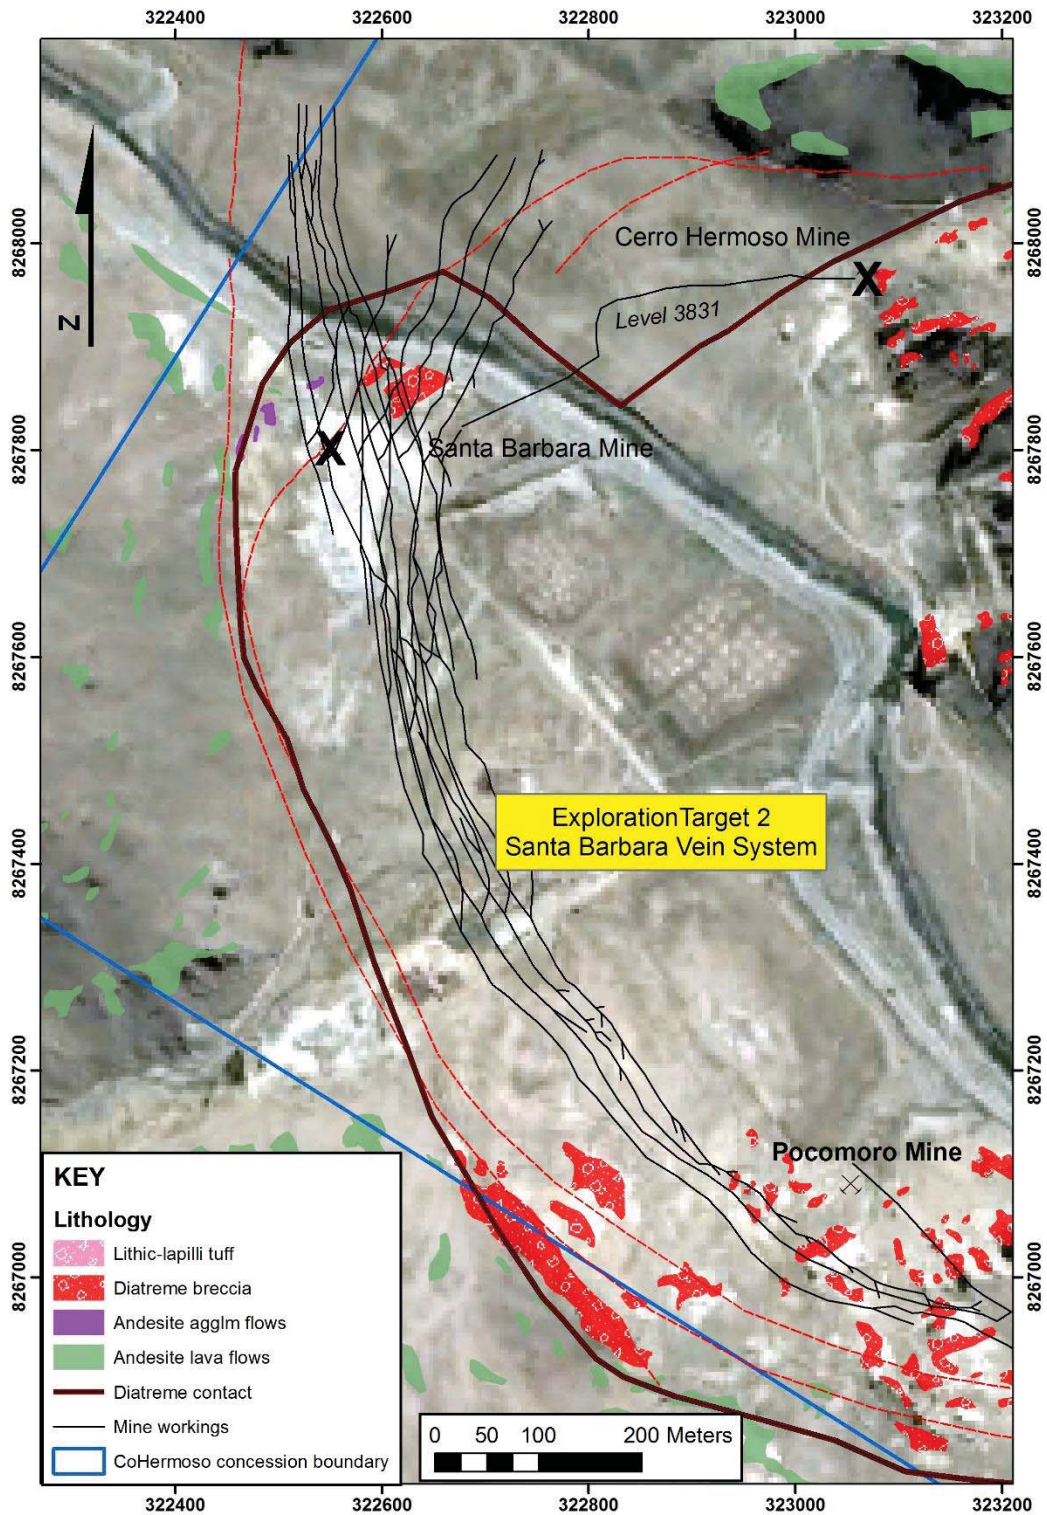 322400 322600 322800 323000 323200
8268000
8267800
8267600
8267400
8267200
8267000
8268000
8267800
8267600
8267400
8267200
8267000
Z
Cerro Hermoso Mine
X
Level 3831
Santa Barbara Mine
X
ExplorationTarget 2
Santa Barbara Vein System
Pocomoro Mine
KEY
Lithology
Lithic-lapilli tuff
Diatreme breccia
Andesite agglm flows
Andesite lava flows
Diatreme contact
Mine workings
CoHermoso concession boundary
0 50 100 200 Meters
322400 322600 322800 323000 323200